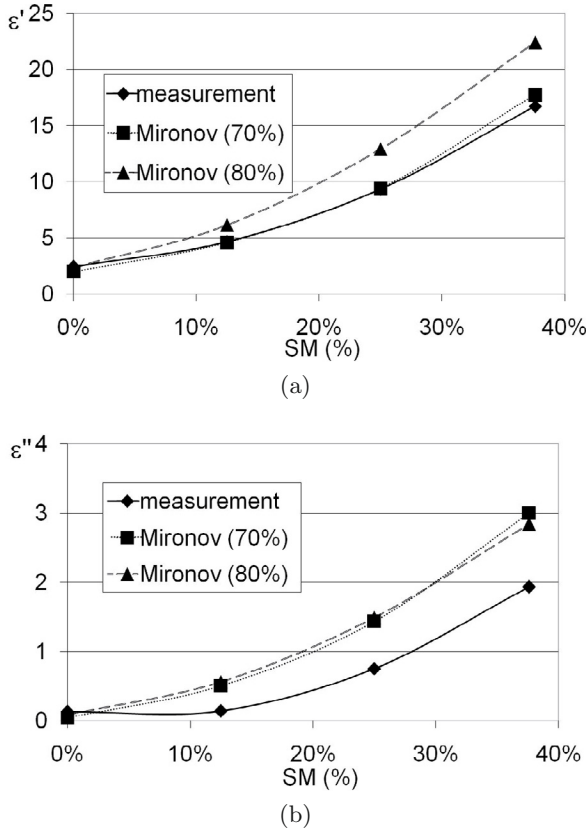 ε'
25
20
15
10
5
0
measurement
Mironov (70%)
Mironov (80%)
0%
10%
20%
30%
40%
SM (%)
(a)
ε"
4
3
2
1
0
measurement
Mironov (70%)
Mironov (80%)
0%
10%
20%
30%
40%
SM (%)
(b)